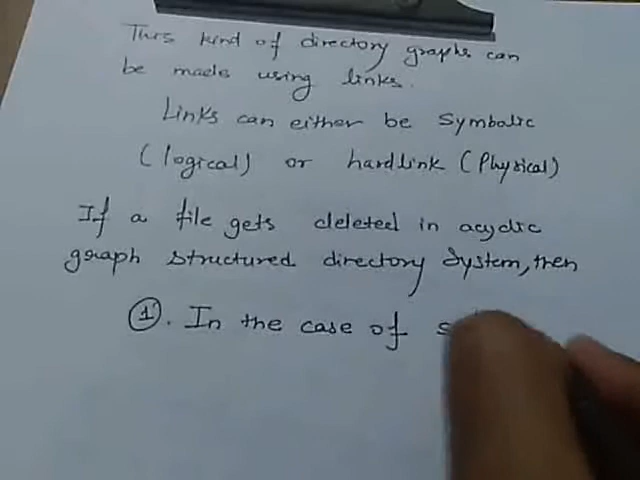 This kind of directory graphs can
be made using links.
Links can either be symbolic
(logical) or hardlink (Physical)
If a file gets deleted in acyclic
graph structured directory system, then
①. In the case of